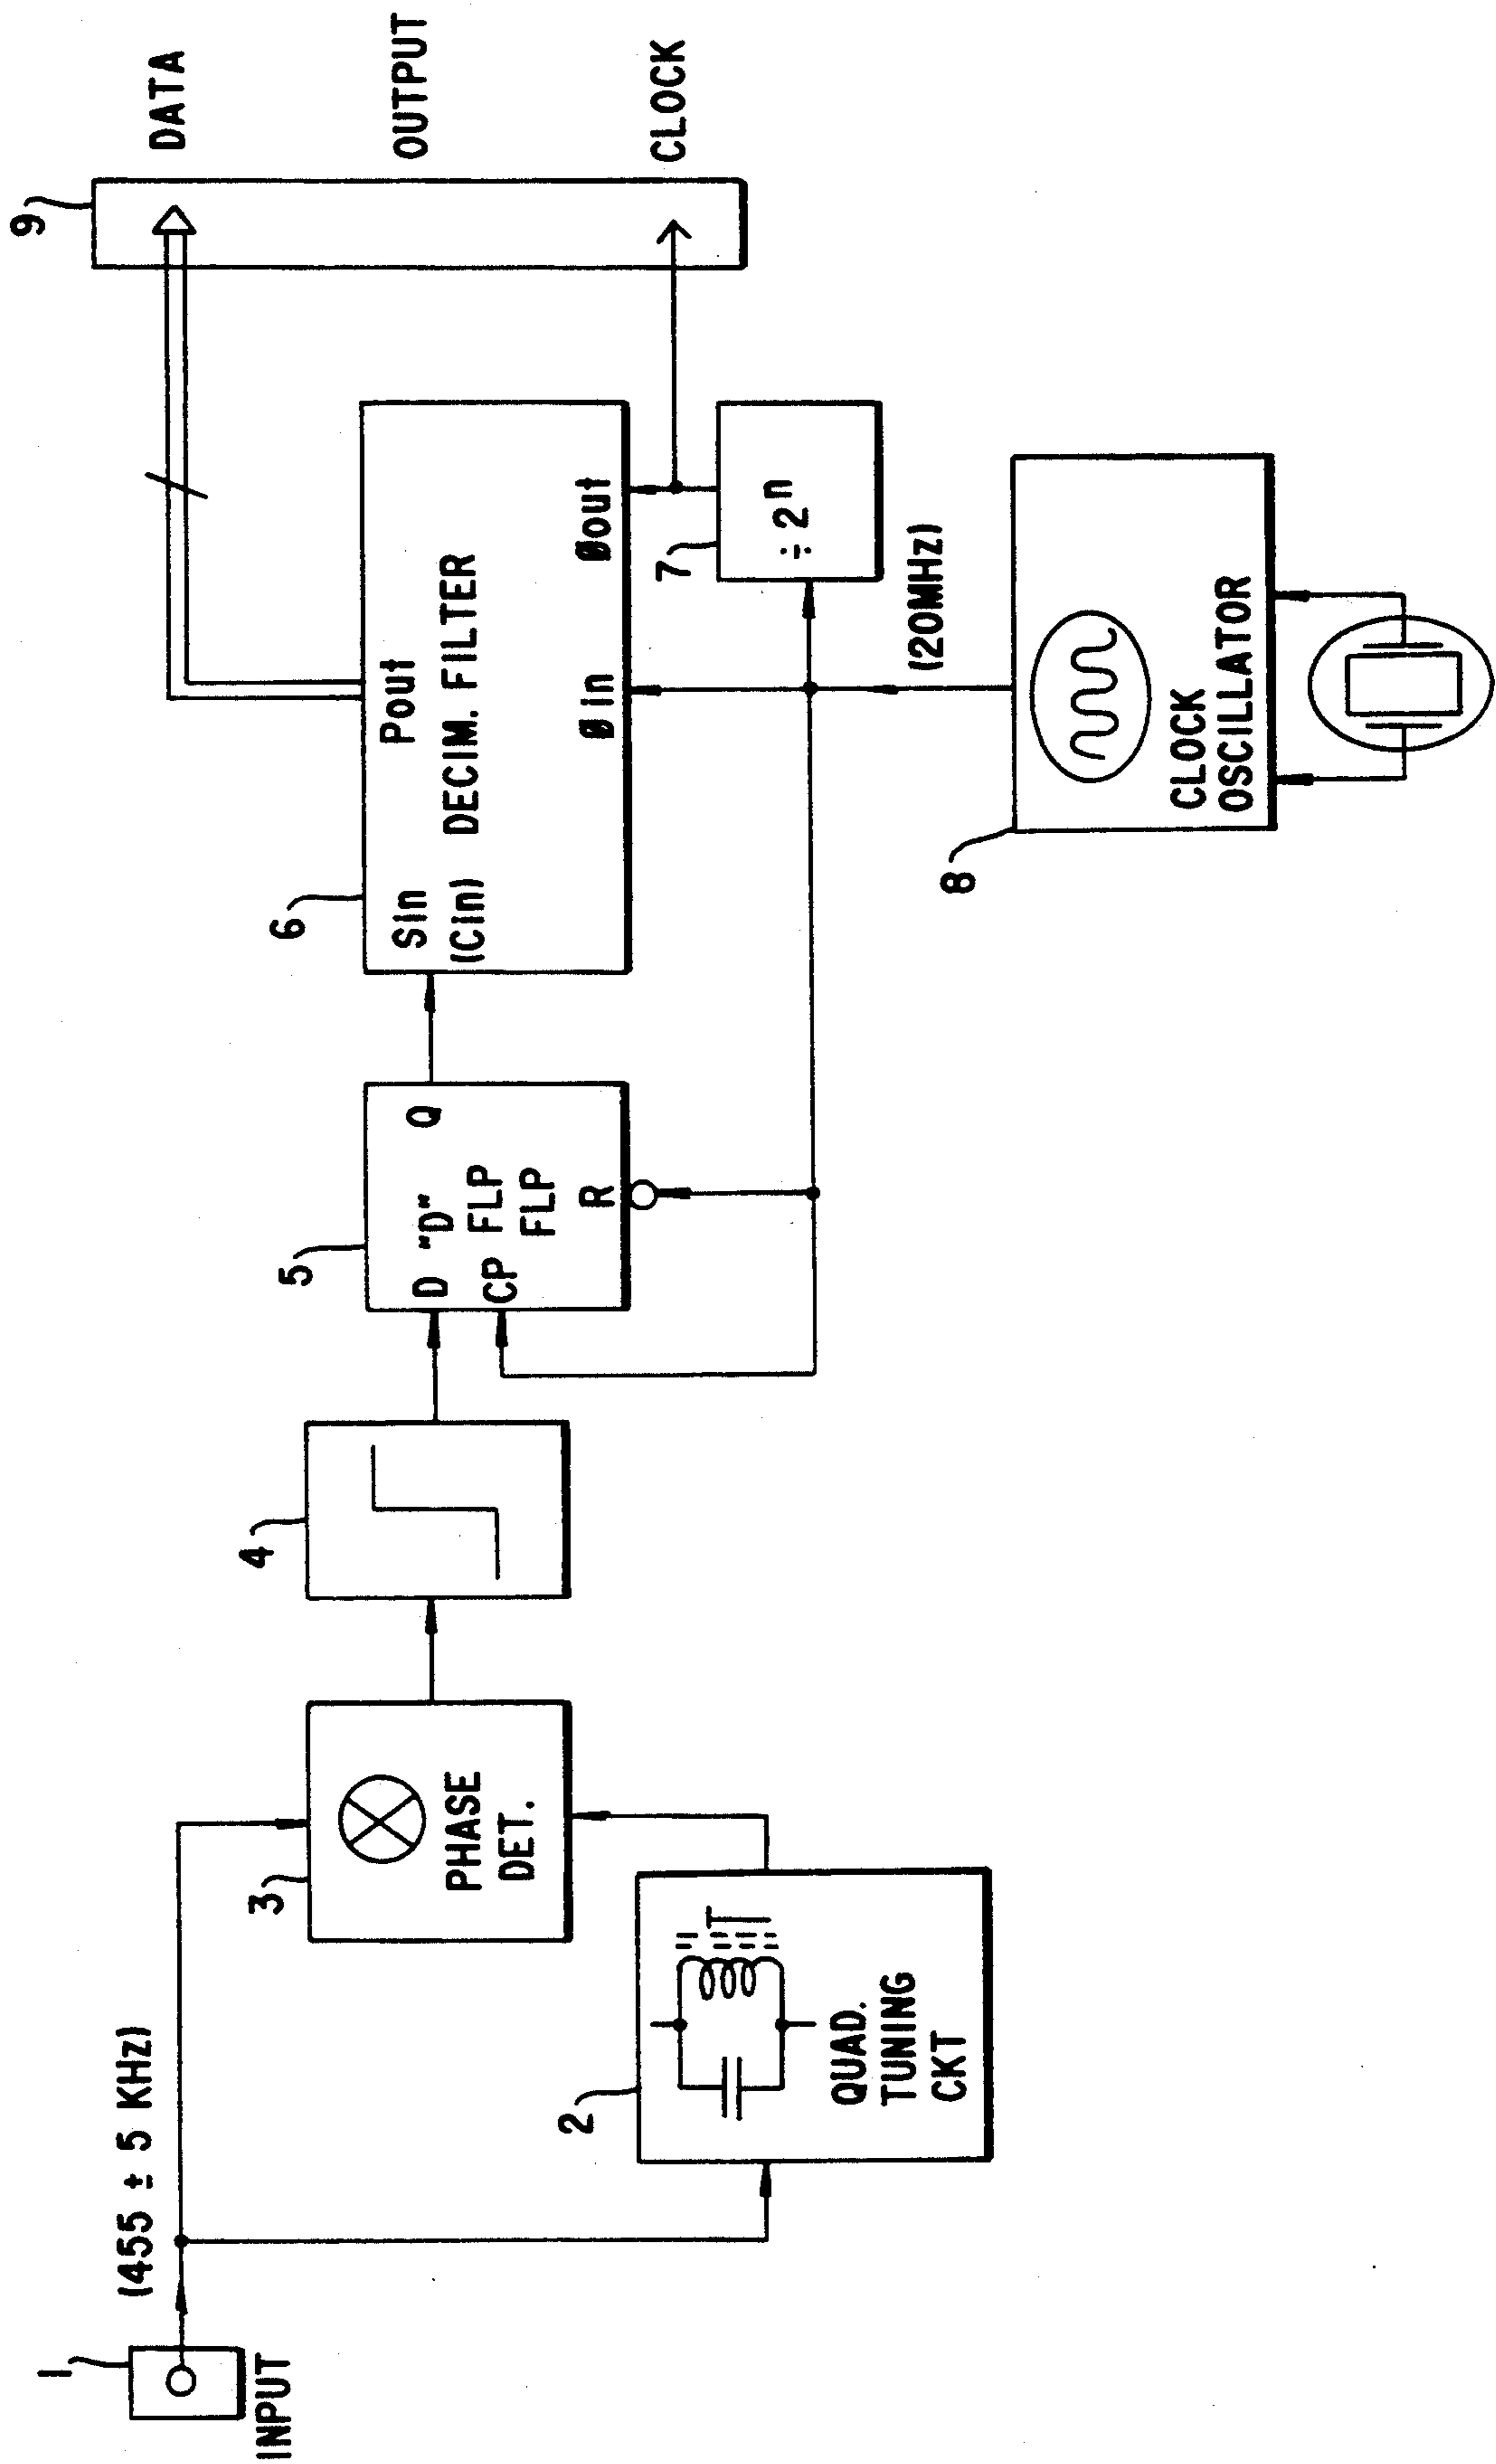 1
INPUT
(455 ± 5 KHz)
2
QUAD.
TUNING
CKT
3
PHASE
DET.
4
5
D "D" Q
CP FLP
FLP
R
6
Sin Pout
(Cin) DECIM. FILTER
Øin Øout
7
÷ 2ⁿ
(20MHz)
8
CLOCK
OSCILLATOR
9
DATA
OUTPUT
CLOCK